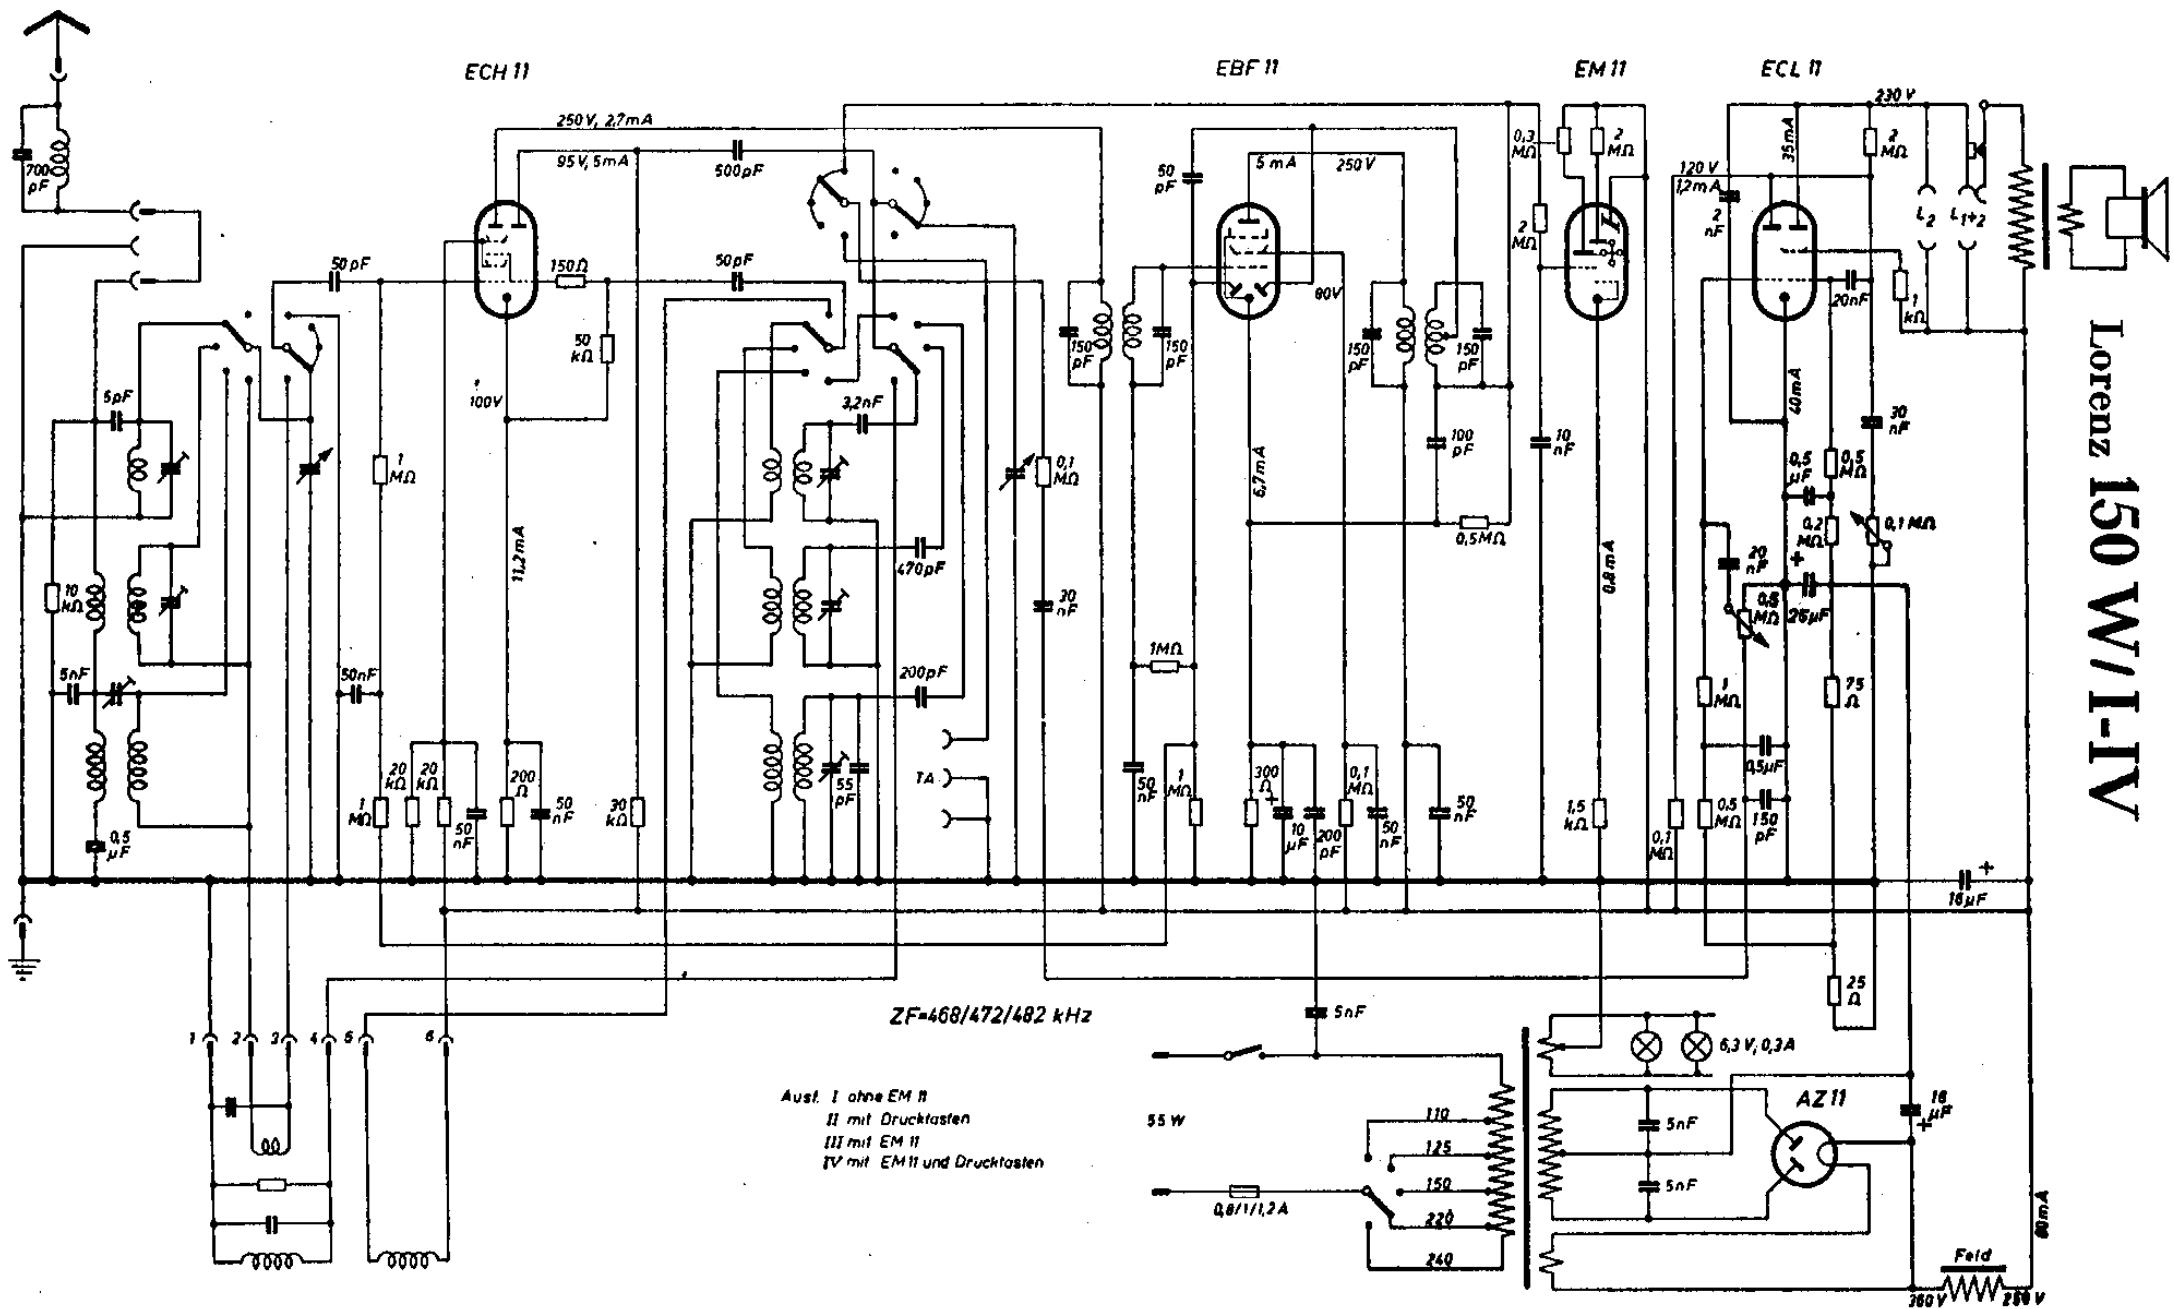 ECH 11
EBF 11
EM 11
ECL 11
230 V
250 V, 2,7 mA
95 V, 5 mA
500 pF
700 pF
50 pF
5 mA
250 V
0,3 MΩ
2 MΩ
35 mA
2 MΩ
120 V
1,2 mA
2 nF
L2
L1+2
2 MΩ
50 pF
150 Ω
50 pF
80 V
20 nF
1 kΩ
50 kΩ
150 pF
150 pF
150 pF
150 pF
100 V
5 pF
3,2 nF
40 mA
30 nF
1 MΩ
0,1 MΩ
100 pF
10 nF
0,5 µF
0,5 MΩ
6,7 mA
0,5 MΩ
0,2 MΩ
0,1 MΩ
11,2 mA
470 pF
0,8 mA
20 nF
10 kΩ
30 nF
0,5 MΩ
25 µF
+
5 nF
50 nF
1 MΩ
200 pF
1 MΩ
75 Ω
20 kΩ
20 kΩ
200 Ω
55 pF
TA
50 nF
1 MΩ
300 Ω
+
0,1 MΩ
0,5 µF
1 MΩ
50 nF
50 nF
30 kΩ
10 µF
200 pF
50 nF
50 nF
1,5 kΩ
0,1 MΩ
0,5 MΩ
150 pF
0,5 µF
+
16 µF
25 Ω
ZF=468/472/482 kHz
5 nF
1
2
3
4
5
6
6,3 V, 0,3 A
Ausf. I ohne EM 11
II mit Drucktasten
III mit EM 11
IV mit EM 11 und Drucktasten
55 W
110
125
150
220
240
0,8/1/1,2 A
5 nF
5 nF
AZ 11
16 µF
+
60 mA
Feld
360 V
250 V
Lorenz 150 W/I-IV